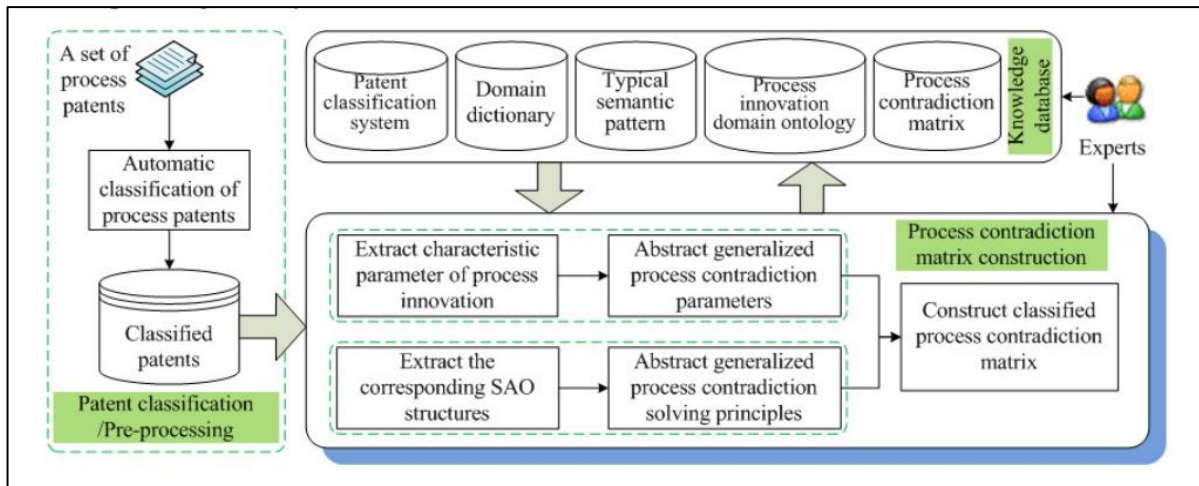 A set of
process
patents
Automatic
classification of
process patents
Classified
patents
Patent classification
/Pre-processing
Patent
classification
system
Domain
dictionary
Typical
semantic
pattern
Process
innovation
domain ontology
Process
contradiction
matrix
Knowledge
database
Experts
Process contradiction
matrix construction
Extract characteristic
parameter of process
innovation
Abstract generalized
process contradiction
parameters
Extract the
corresponding SAO
structures
Abstract generalized
process contradiction
solving principles
Construct classified
process contradiction
matrix